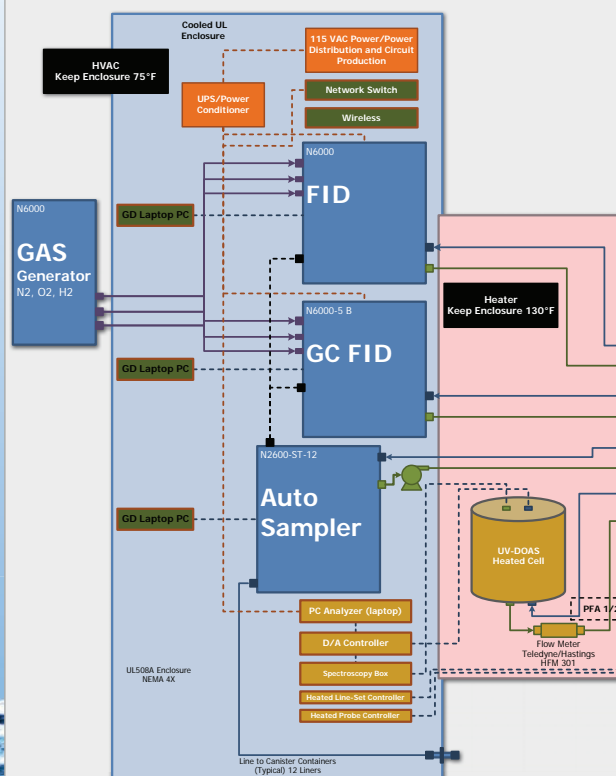 Cooled UL
Enclosure
115 VAC Power/Power
Distribution and Circuit
Production
HVAC
Keep Enclosure 75°F
Network Switch
UPS/Power
Conditioner
Wireless
N6000
FID
N6000
GAS
Generator
N2, O2, H2
GD Laptop PC
Heater
Keep Enclosure 130°F
N6000-5 B
GC FID
GD Laptop PC
N2600-ST-12
Auto
Sampler
GD Laptop PC
UV-DOAS
Heated Cell
PC Analyzer (laptop)
PFA 1/2
D/A Controller
Flow Meter
Teledyne/Hastings
HFM 301
Spectroscopy Box
UL508A Enclosure
NEMA 4X
Heated Line-Set Controller
Heated Probe Controller
Line to Canister Containers
(Typical) 12 Liners